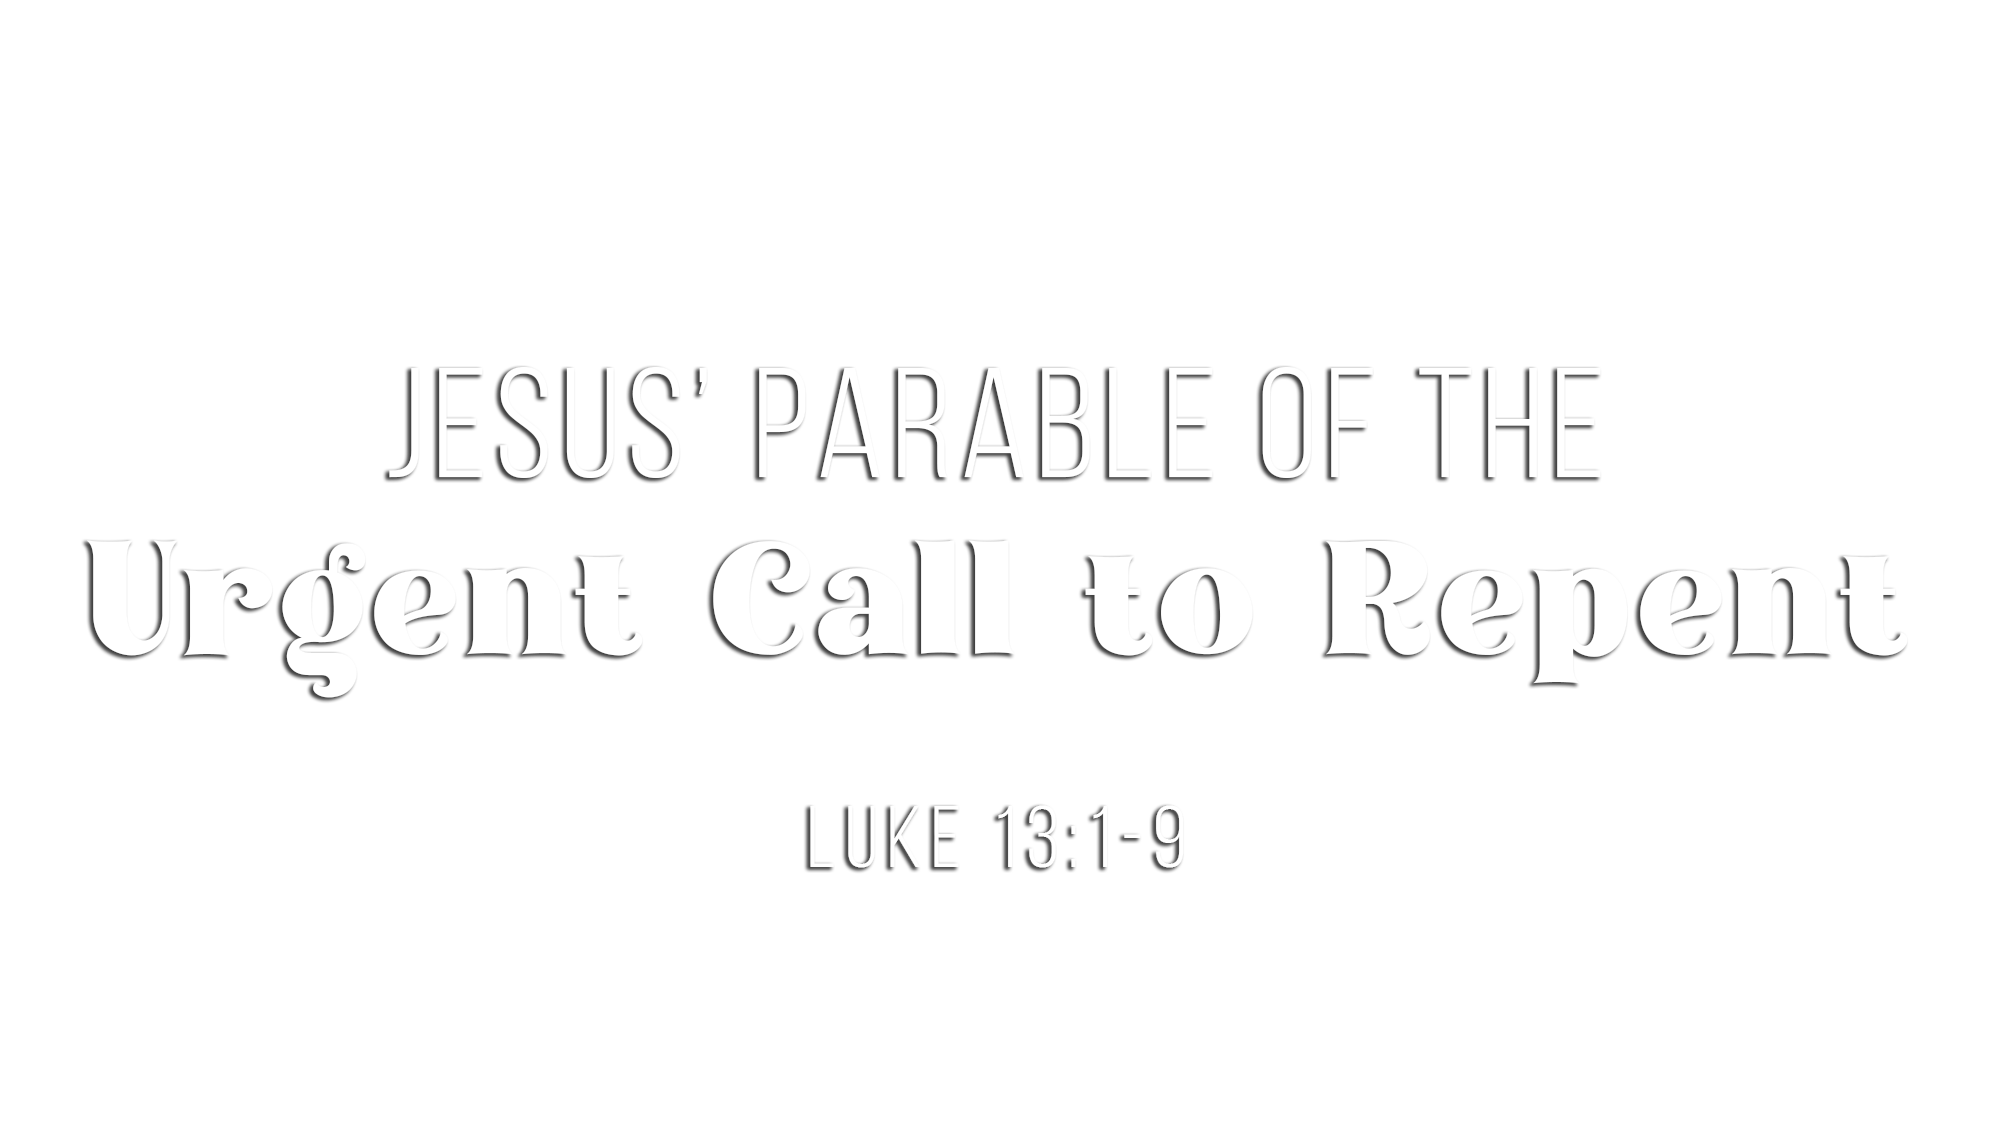 JESUS’ PARABLE OF THE
Urgent Call to Repent
LUKE 13:1-9